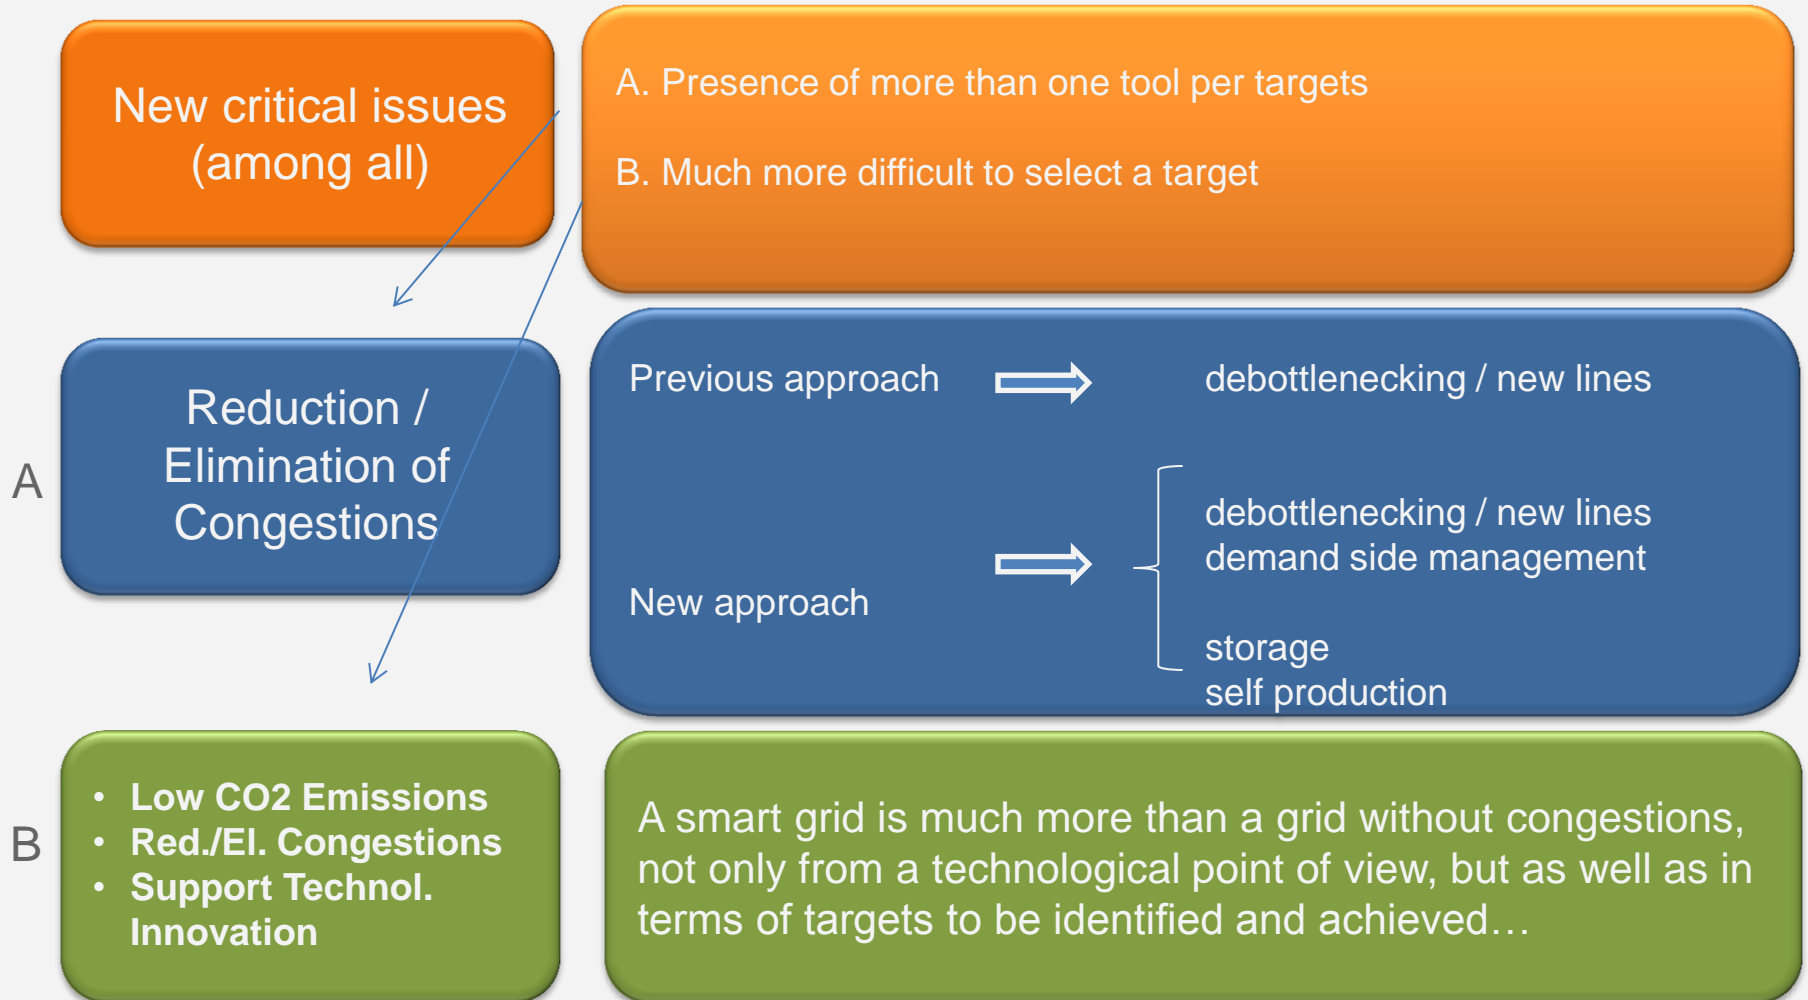 New critical issues
(among all)
A. Presence of more than one tool per targets
B. Much more difficult to select a target
A
Reduction /
Elimination of
Congestions
Previous approach
debottlenecking / new lines
New approach
debottlenecking / new lines
demand side management
storage
self production
B
• Low CO2 Emissions
• Red./El. Congestions
• Support Technol.
Innovation
A smart grid is much more than a grid without congestions,
not only from a technological point of view, but as well as in
terms of targets to be identified and achieved…